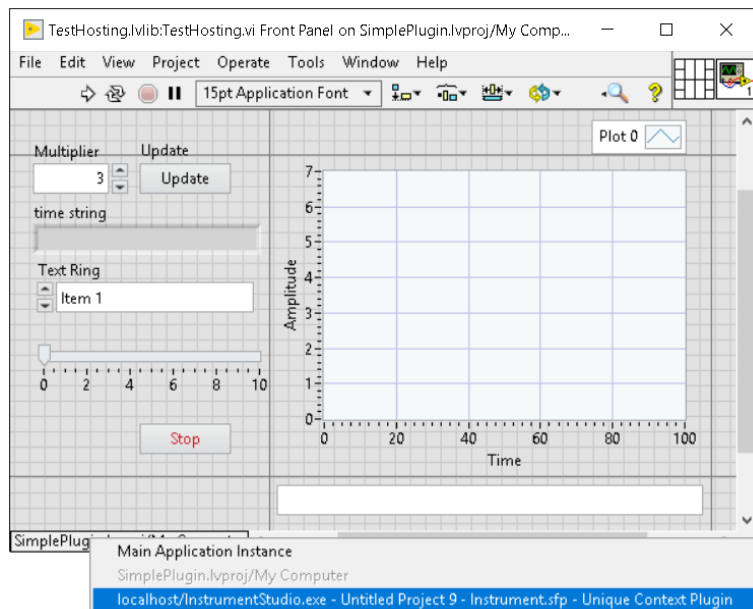 TestHosting.lvlib:TestHosting.vi Front Panel on SimplePlugin.lvproj/My Comp...
File Edit View Project Operate Tools Window Help
15pt Application Font
1
Plot 0
Multiplier Update
3 Update
time string
Text Ring
Item 1
0 2 4 6 8 10
Stop
Amplitude
7
6
5
4
3
2
1
0
0 20 40 60 80 100
Time
Main Application Instance
SimplePlugin.lvproj/My Computer
localhost/InstrumentStudio.exe - Untitled Project 9 - Instrument.sfp - Unique Context Plugin